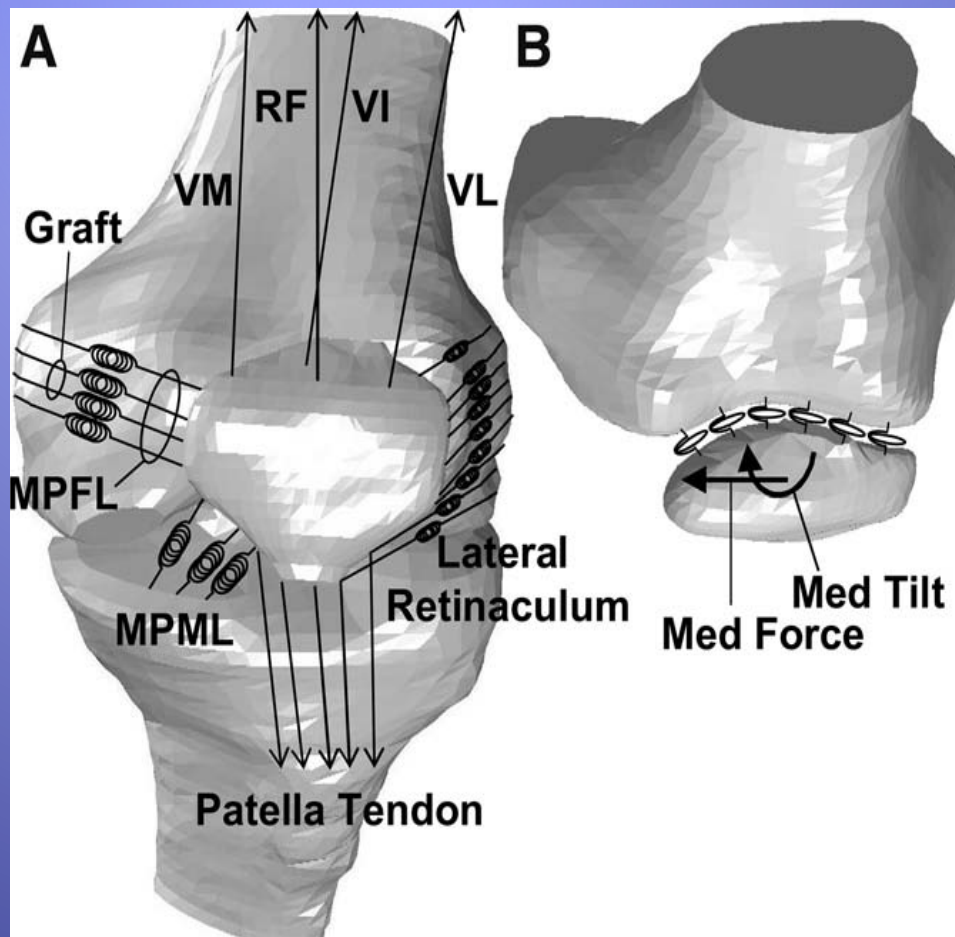 A
B
RF
VI
VM
VL
Graft
MPFL
Lateral
Retinaculum
MPML
Med Tilt
Med Force
Patella Tendon